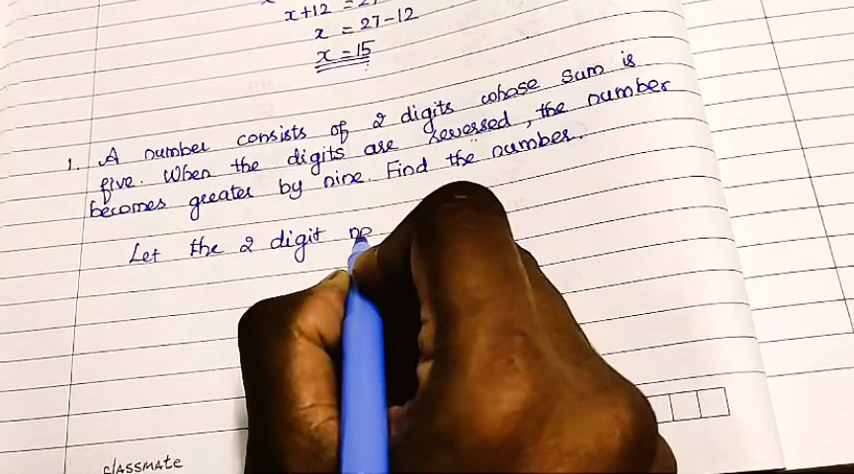 x+12 = 27
x = 27-12
x = 15
1. A number consists of 2 digits whose sum is
five. When the digits are reversed, the number
becomes greater by nine. Find the number.
Let the 2 digit no
classmate